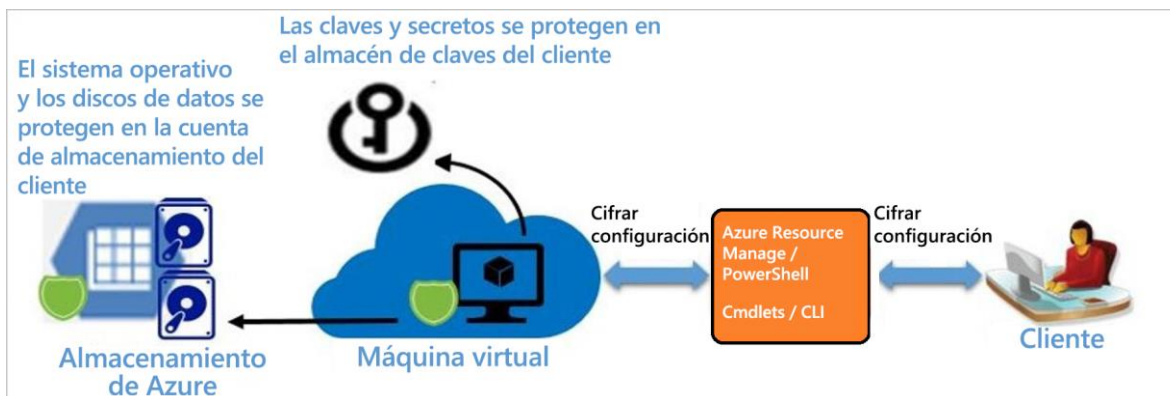 Las claves y secretos se protegen en
el almacén de claves del cliente
El sistema operativo
y los discos de datos se
protegen en la cuenta
de almacenamiento del
cliente
Cifrar
configuración
Azure Resource
Manage /
PowerShell
Cmdlets / CLI
Cifrar
configuración
Almacenamiento
de Azure
Máquina virtual
Cliente